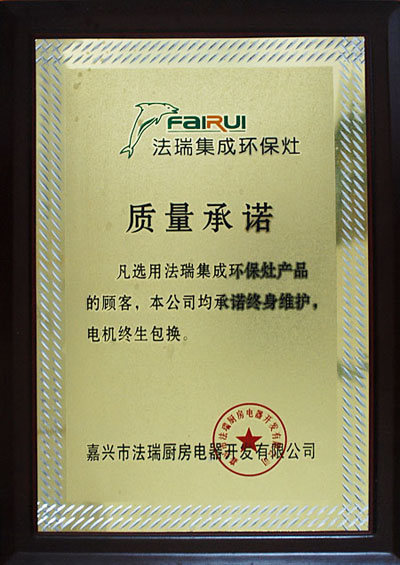 FAIRUI
法瑞集成环保灶
质量承诺
凡选用法瑞集成环保灶产品
的顾客，本公司均承诺终身维护，
电机终生包换。
嘉兴市法瑞厨房电器开发有限公司